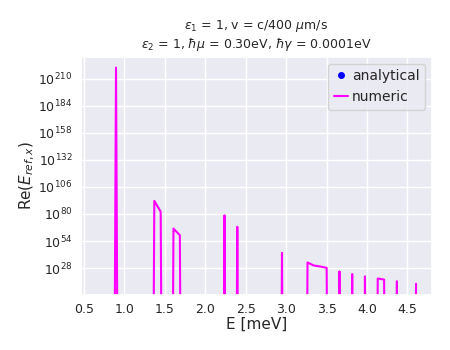 ε₁ = 1, v = c/400 μm/s
ε₂ = 1, ℏμ = 0.30eV, ℏγ = 0.0001eV
analytical
numeric
Re(E_{ref,x})
10^{210}
10^{184}
10^{158}
10^{132}
10^{106}
10^{80}
10^{54}
10^{28}
0.5 1.0 1.5 2.0 2.5 3.0 3.5 4.0 4.5
E [meV]